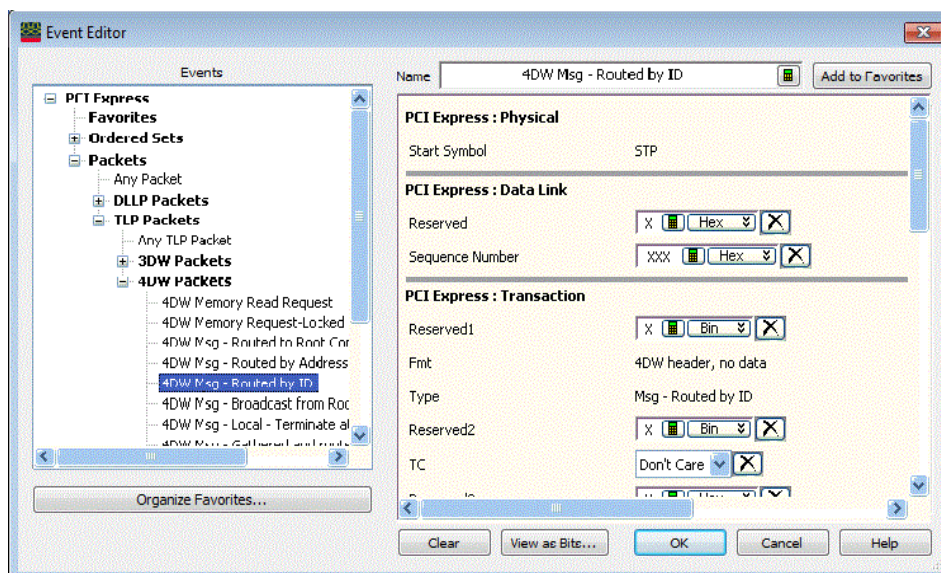 Event Editor
Events
PCI Express
Favorites
Ordered Sets
Packets
Any Packet
DLLP Packets
TLP Packets
Any TLP Packet
3DW Packets
4DW Packets
4DW Memory Read Request
4DW Memory Request-Locked
4DW Msg - Routed to Root Cor
4DW Msg - Routed by Address
4DW Msg - Routed by ID
4DW Msg - Broadcast from Roc
4DW Msg - Local - Terminate at
4DW Msg - Gathered and
Organize Favorites...
Name 4DW Msg - Routed by ID Add to Favorites
PCI Express : Physical
Start Symbol STP
PCI Express : Data Link
Reserved X Hex
Sequence Number XXX Hex
PCI Express : Transaction
Reserved1 X Bin
Fmt 4DW header, no data
Type Msg - Routed by ID
Reserved2 X Bin
TC Don't Care
Clear View as Bits... OK Cancel Help